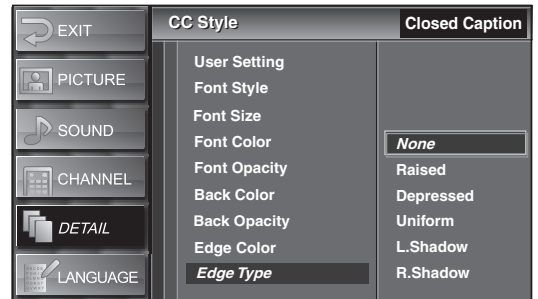 EXIT
PICTURE
SOUND
CHANNEL
DETAIL
LANGUAGE
CC Style
Closed Caption
User Setting
Font Style
Font Size
Font Color
Font Opacity
Back Color
Back Opacity
Edge Color
Edge Type
None
Raised
Depressed
Uniform
L.Shadow
R.Shadow